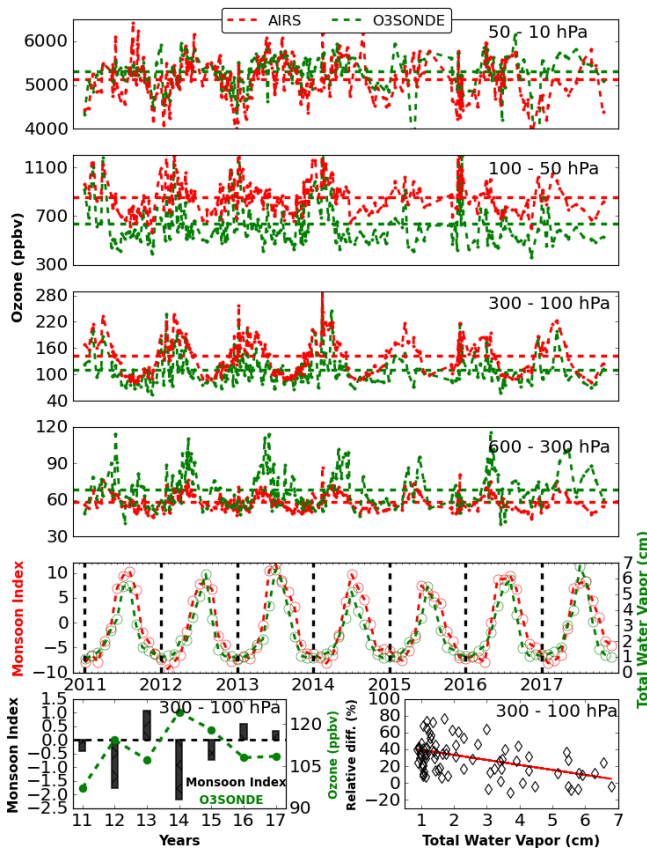 AIRS O3SONDE
50 - 10 hPa
6000
5000
4000
100 - 50 hPa
1100
700
300
Ozone (ppbv)
300 - 100 hPa
280
220
160
100
40
600 - 300 hPa
120
90
60
30
Monsoon Index
10
5
0
−5
−10
Total Water Vapor (cm)
7
6
5
4
3
2
1
0
2011 2012 2013 2014 2015 2016 2017
300 - 100 hPa
Monsoon Index
1.5
1.0
0.5
0.0
−0.5
−1.0
−1.5
−2.0
−2.5
Ozone (ppbv)
120
105
90
Monsoon Index
O3SONDE
11 12 13 14 15 16 17
Years
300 - 100 hPa
Relative diff. (%)
100
80
60
40
20
0
−20
1 2 3 4 5 6 7 8
Total Water Vapor (cm)